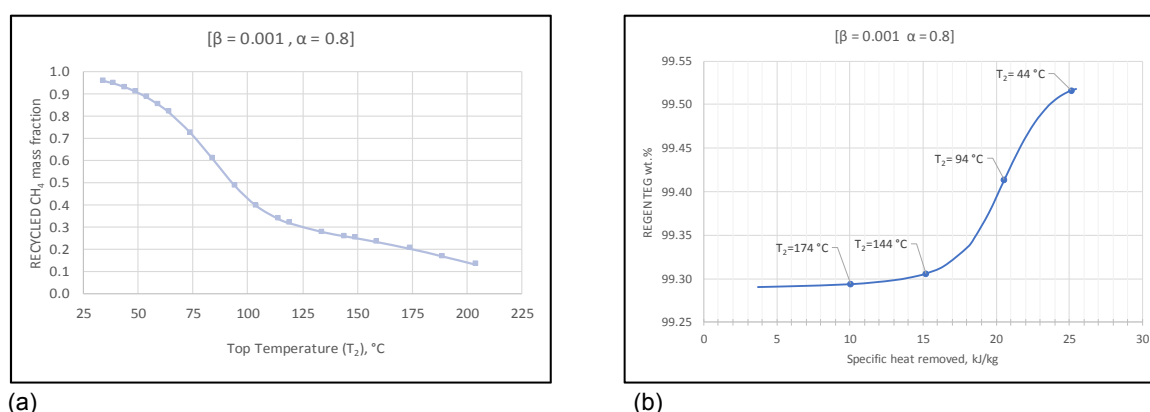 [β = 0.001 , α = 0.8]
RECYCLED CH₄ mass fraction
1.0
0.9
0.8
0.7
0.6
0.5
0.4
0.3
0.2
0.1
0.0
25 50 75 100 125 150 175 200 225
Top Temperature (T₂), °C
(a)
[β = 0.001 α = 0.8]
REGEN TEG wt.%
99.55
99.50
99.45
99.40
99.35
99.30
99.25
T₂= 44 °C
T₂= 94 °C
T₂=174 °C
T₂=144 °C
0 5 10 15 20 25 30
Specific heat removed, kJ/kg
(b)